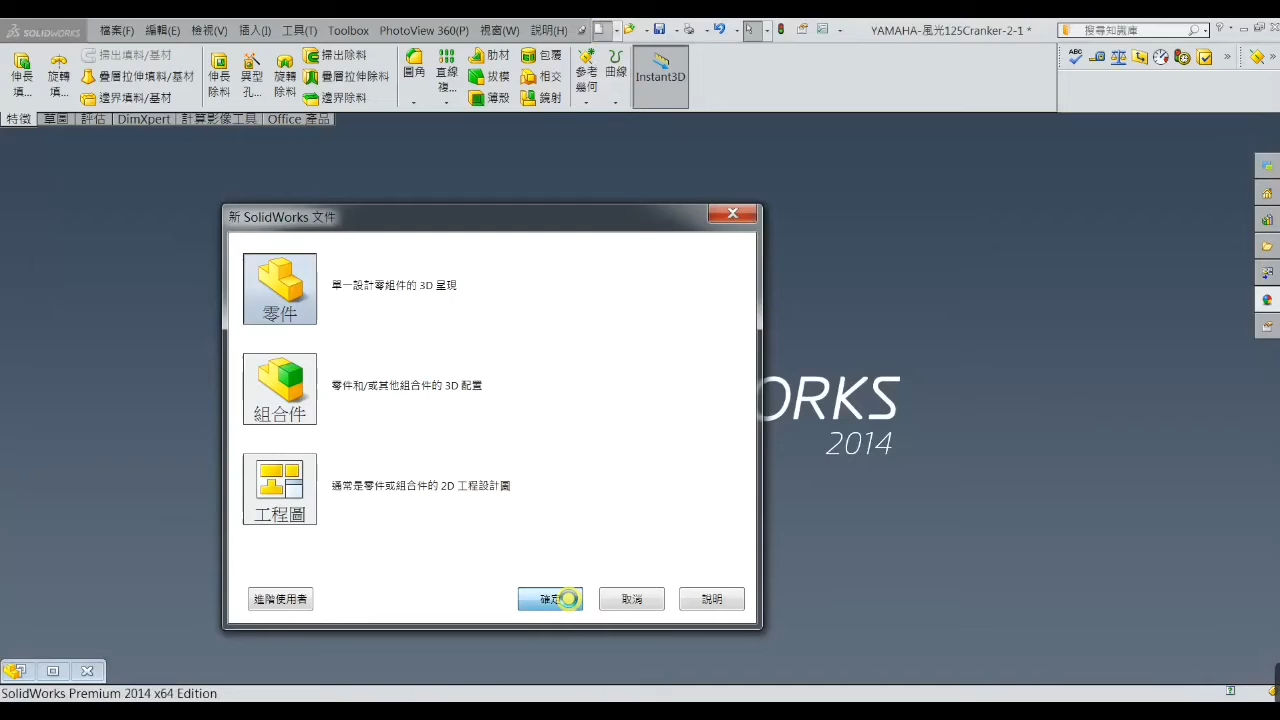 SOLIDWORKS 檔案(F) 編輯(E) 檢視(V) 插入(I) 工具(T) Toolbox PhotoView 360(P) 視窗(W) 說明(H) YAMAHA-風光125Cranker-2-1 * 搜尋知識庫
伸長填... 旋轉填... 掃出填料/基材 疊層拉伸填料/基材 邊界填料/基材
伸長除料 異型孔... 旋轉除料 掃出除料 疊層拉伸除料 邊界除料
圓角 直線複... 肋材 拔模 薄殼 包覆 相交 鏡射
參考幾何 曲線 Instant3D
特徵 草圖 評估 DimXpert 計算影像工具 Office 產品
新 SolidWorks 文件
零件
單一設計零組件的 3D 呈現
組合件
零件和/或其他組合件的 3D 配置
工程圖
通常是零件或組合件的 2D 工程設計圖
進階使用者 確定 取消 說明
ORKS
2014
SolidWorks Premium 2014 x64 Edition